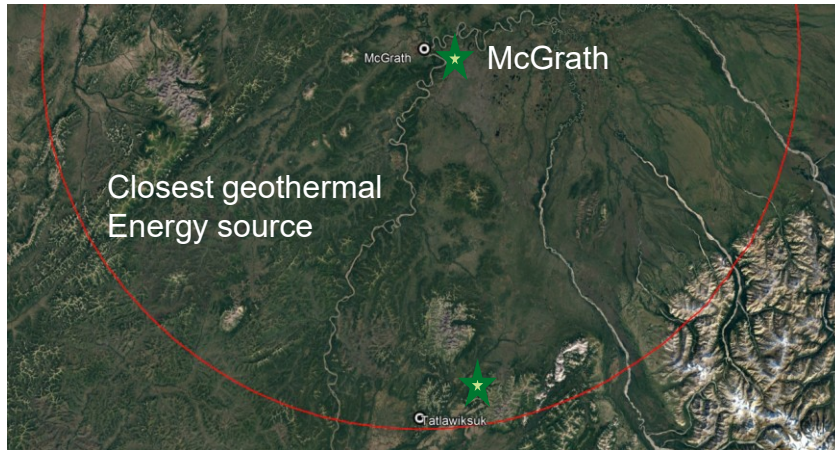 McGrath
McGrath
Closest geothermal
Energy source
Tatlawiksuk